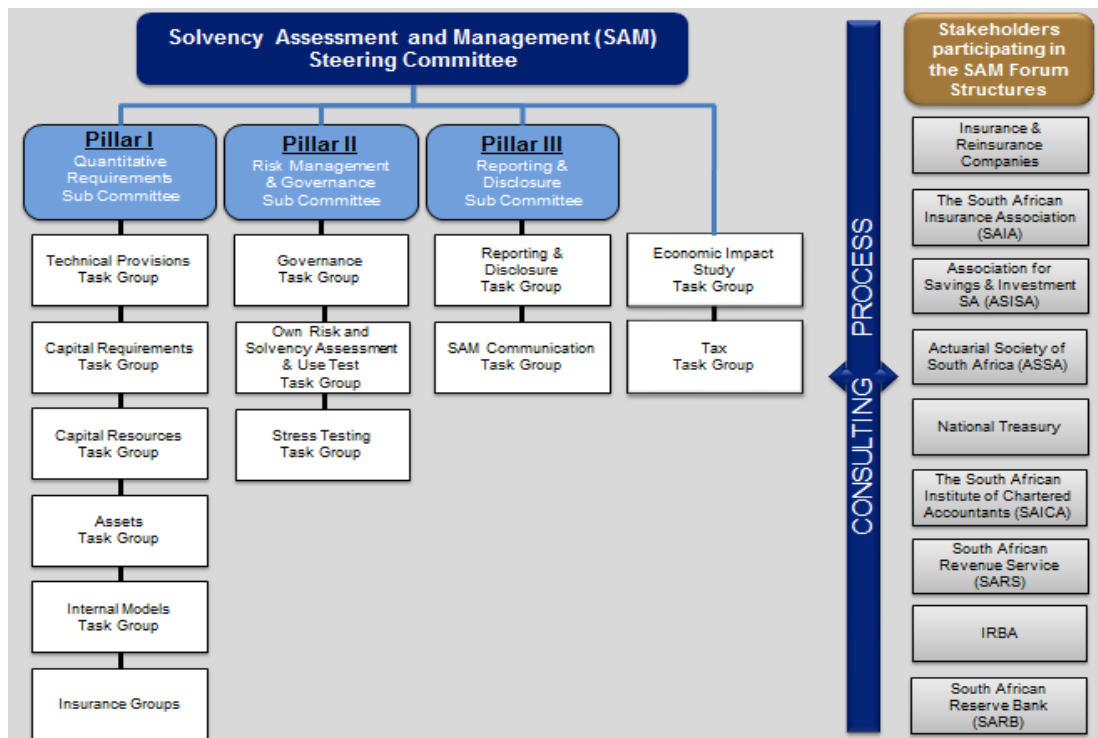 Solvency Assessment and Management (SAM)
Steering Committee
Pillar I
Quantitative
Requirements
Sub Committee
Technical Provisions
Task Group
Capital Requirements
Task Group
Capital Resources
Task Group
Assets
Task Group
Internal Models
Task Group
Insurance Groups
Pillar II
Risk Management
& Governance
Sub Committee
Governance
Task Group
Own Risk and
Solvency Assessment
& Use Test
Task Group
Stress Testing
Task Group
Pillar III
Reporting &
Disclosure
Sub Committee
Reporting &
Disclosure
Task Group
SAM Communication
Task Group
Economic Impact
Study
Task Group
Tax
Task Group
CONSULTING PROCESS
Stakeholders
participating in
the SAM Forum
Structures
Insurance &
Reinsurance
Companies
The South African
Insurance Association
(SAIA)
Association for
Savings & Investment
SA (ASISA)
Actuarial Society of
South Africa (ASSA)
National Treasury
The South African
Institute of Chartered
Accountants (SAICA)
South African
Revenue Service
(SARS)
IRBA
South African
Reserve Bank
(SARB)